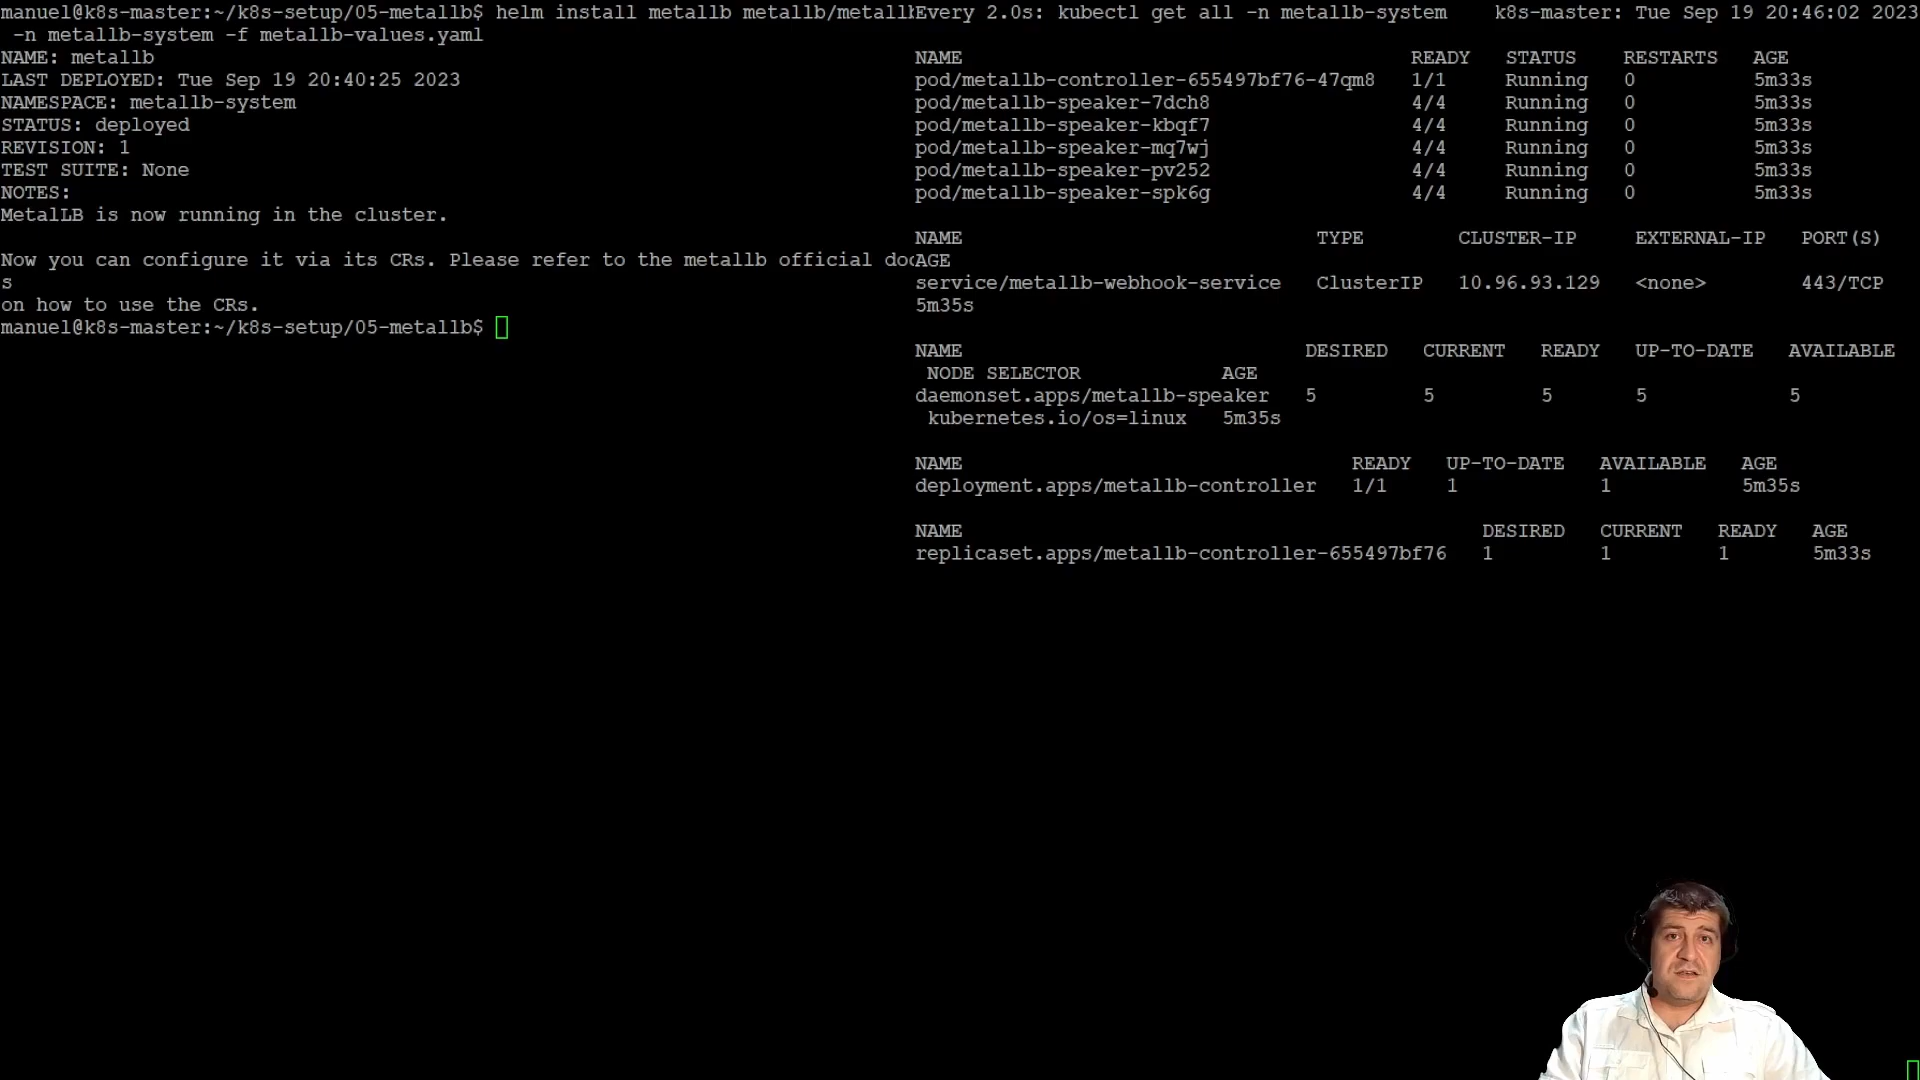 manuel@k8s-master:~/k8s-setup/05-metallb$ helm install metallb metallb/metall
-n metallb-system -f metallb-values.yaml
NAME: metallb
LAST DEPLOYED: Tue Sep 19 20:40:25 2023
NAMESPACE: metallb-system
STATUS: deployed
REVISION: 1
TEST SUITE: None
NOTES:
MetalLB is now running in the cluster.
Now you can configure it via its CRs. Please refer to the metallb official doc
s
on how to use the CRs.
manuel@k8s-master:~/k8s-setup/05-metallb$
Every 2.0s: kubectl get all -n metallb-system k8s-master: Tue Sep 19 20:46:02 2023
NAME READY STATUS RESTARTS AGE
pod/metallb-controller-655497bf76-47qm8 1/1 Running 0 5m33s
pod/metallb-speaker-7dch8 4/4 Running 0 5m33s
pod/metallb-speaker-kbqf7 4/4 Running 0 5m33s
pod/metallb-speaker-mq7wj 4/4 Running 0 5m33s
pod/metallb-speaker-pv252 4/4 Running 0 5m33s
pod/metallb-speaker-spk6g 4/4 Running 0 5m33s
NAME TYPE CLUSTER-IP EXTERNAL-IP PORT(S)
AGE
service/metallb-webhook-service ClusterIP 10.96.93.129 <none> 443/TCP
5m35s
NAME DESIRED CURRENT READY UP-TO-DATE AVAILABLE
NODE SELECTOR AGE
daemonset.apps/metallb-speaker 5 5 5 5 5
kubernetes.io/os=linux 5m35s
NAME READY UP-TO-DATE AVAILABLE AGE
deployment.apps/metallb-controller 1/1 1 1 5m35s
NAME DESIRED CURRENT READY AGE
replicaset.apps/metallb-controller-655497bf76 1 1 1 5m33s